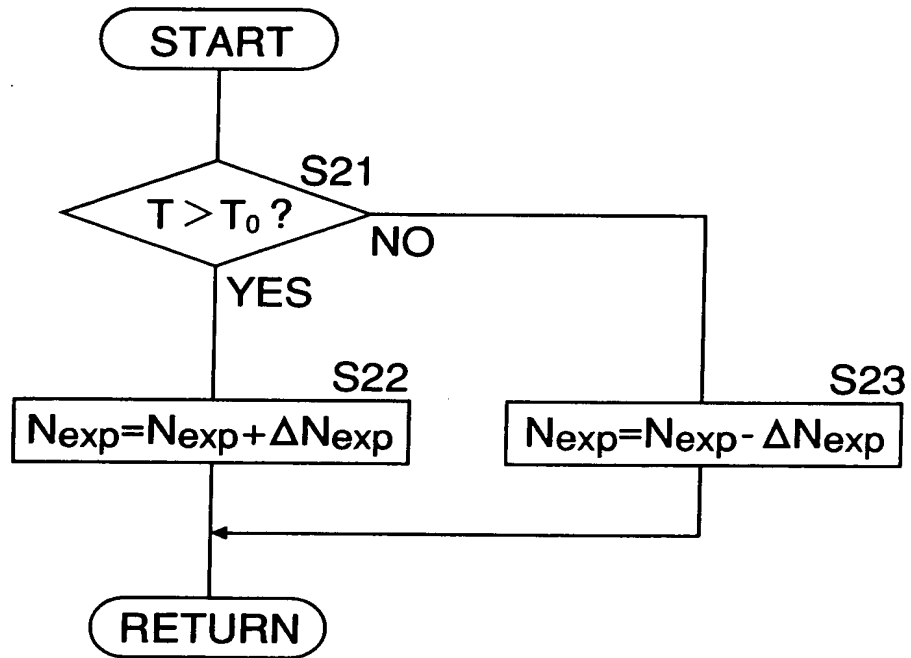 START
S21
T > T₀ ?
NO
YES
S22
Nexp=Nexp+ΔNexp
S23
Nexp=Nexp-ΔNexp
RETURN